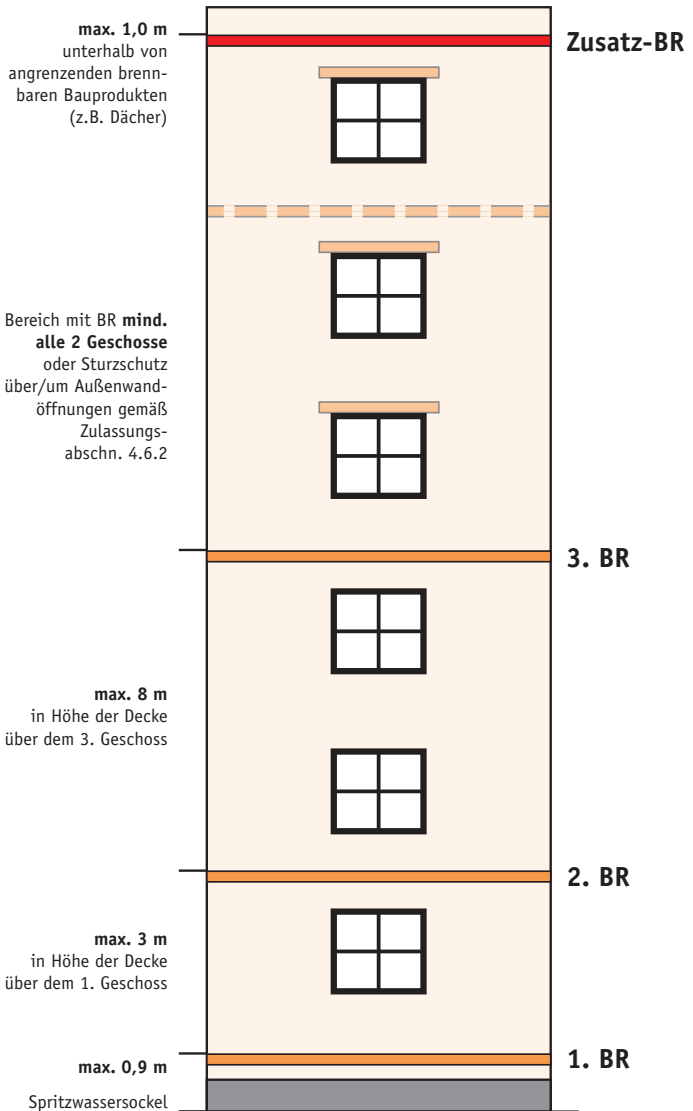 max. 1,0 m
unterhalb von
angrenzenden brenn-
baren Bauprodukten
(z.B. Dächer)
Zusatz-BR
Bereich mit BR mind.
alle 2 Geschosse
oder Sturzschutz
über/um Außenwand-
öffnungen gemäß
Zulassungs-
abschn. 4.6.2
3. BR
max. 8 m
in Höhe der Decke
über dem 3. Geschoss
2. BR
max. 3 m
in Höhe der Decke
über dem 1. Geschoss
1. BR
max. 0,9 m
Spritzwassersockel